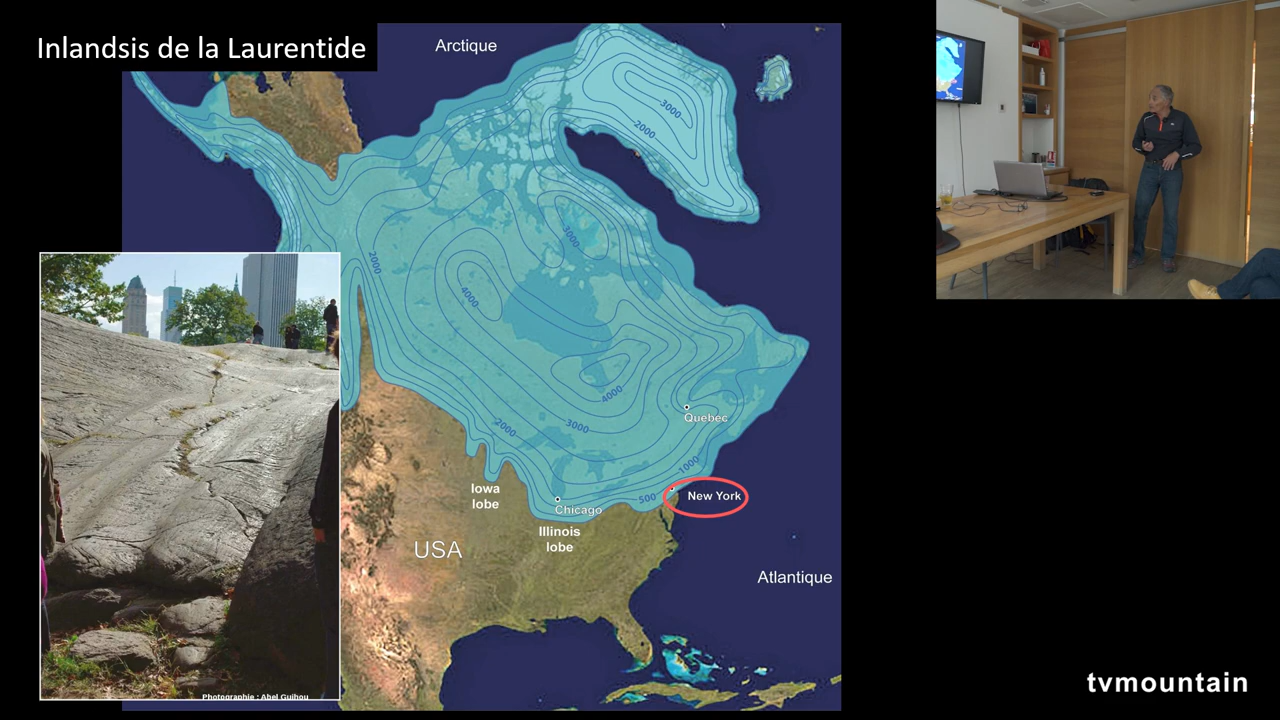 Inlandsis de la Laurentide
Arctique
3000
2000
3000
2000
4000
4000
Quebec
3000
2000
1000
Iowa
lobe
500
New York
Chicago
Illinois
lobe
USA
Atlantique
tvmountain
Photographie : Abel Guihou